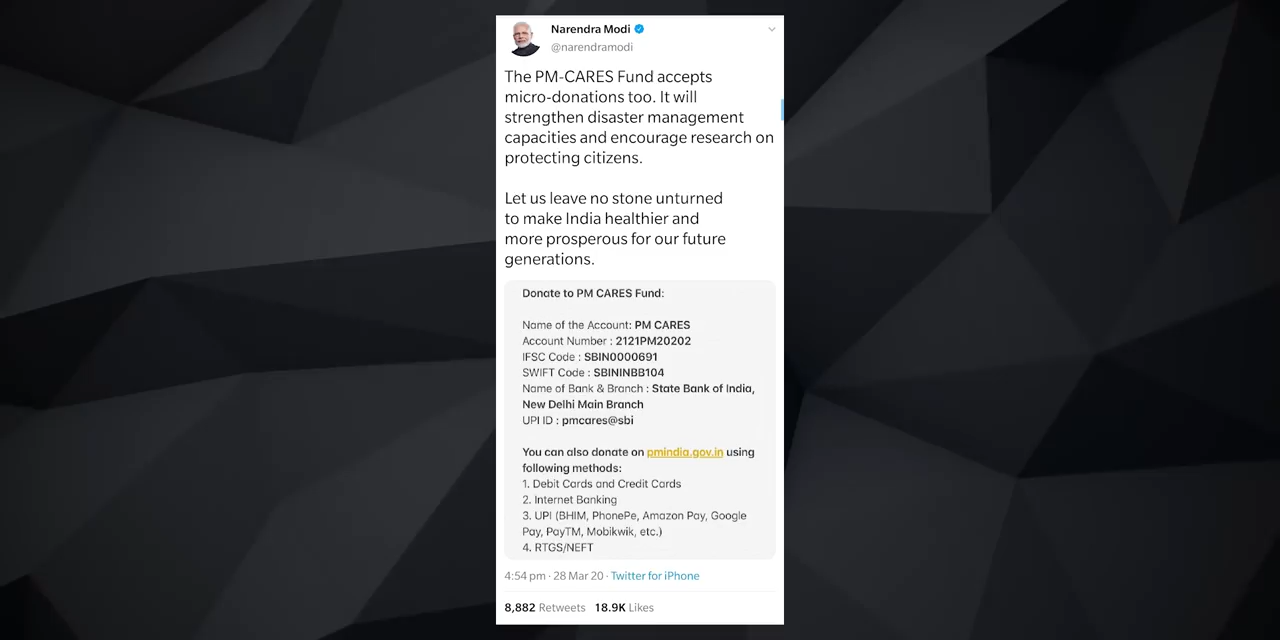 Narendra Modi
@narendramodi
The PM-CARES Fund accepts
micro-donations too. It will
strengthen disaster management
capacities and encourage research on
protecting citizens.
Let us leave no stone unturned
to make India healthier and
more prosperous for our future
generations.
Donate to PM CARES Fund:
Name of the Account: PM CARES
Account Number : 2121PM20202
IFSC Code : SBIN0000691
SWIFT Code : SBININBB104
Name of Bank & Branch : State Bank of India,
New Delhi Main Branch
UPI ID : pmcares@sbi
You can also donate on pmindia.gov.in using
following methods:
1. Debit Cards and Credit Cards
2. Internet Banking
3. UPI (BHIM, PhonePe, Amazon Pay, Google
Pay, PayTM, Mobikwik, etc.)
4. RTGS/NEFT
4:54 pm · 28 Mar 20 · Twitter for iPhone
8,882 Retweets 18.9K Likes